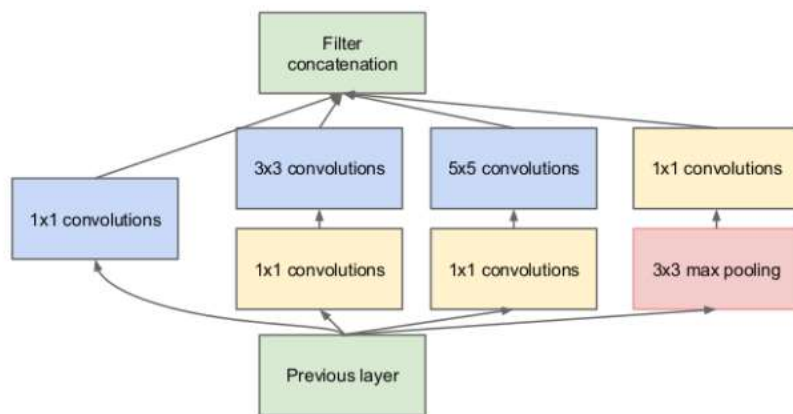 Filter
concatenation
3x3 convolutions
5x5 convolutions
1x1 convolutions
1x1 convolutions
1x1 convolutions
1x1 convolutions
3x3 max pooling
Previous layer